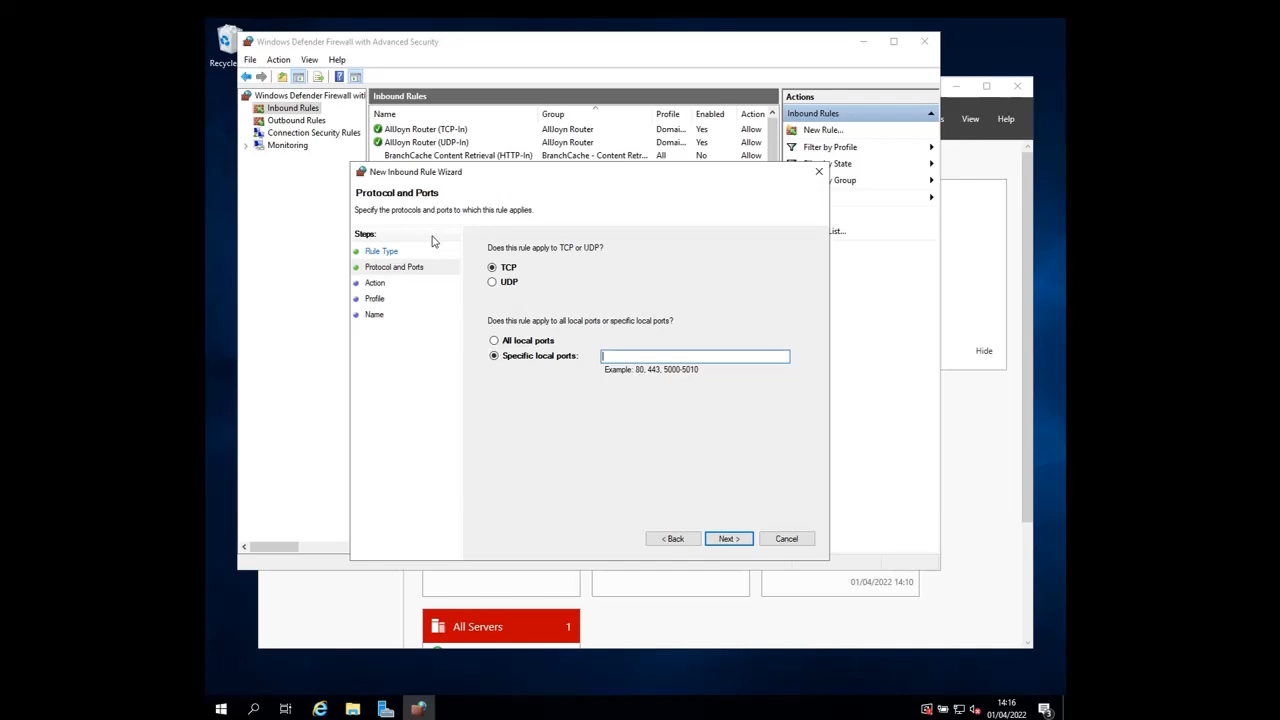 Recycle
Windows Defender Firewall with Advanced Security
File Action View Help
Windows Defender Firewall with
Inbound Rules
Outbound Rules
Connection Security Rules
Monitoring
Inbound Rules
Name Group Profile Enabled Action
AllJoyn Router (TCP-In) AllJoyn Router Domai... Yes Allow
AllJoyn Router (UDP-In) AllJoyn Router Domai... Yes Allow
BranchCache Content Retrieval (HTTP-In) BranchCache - Content Retr... All No Allow
Actions
Inbound Rules
New Rule...
Filter by Profile
State
y Group
List...
s View Help
Hide
New Inbound Rule Wizard
Protocol and Ports
Specify the protocols and ports to which this rule applies.
Steps:
Rule Type
Protocol and Ports
Action
Profile
Name
Does this rule apply to TCP or UDP?
TCP
UDP
Does this rule apply to all local ports or specific local ports?
All local ports
Specific local ports:
Example: 80, 443, 5000-5010
< Back Next > Cancel
01/04/2022 14:10
All Servers 1
14:16
01/04/2022
3